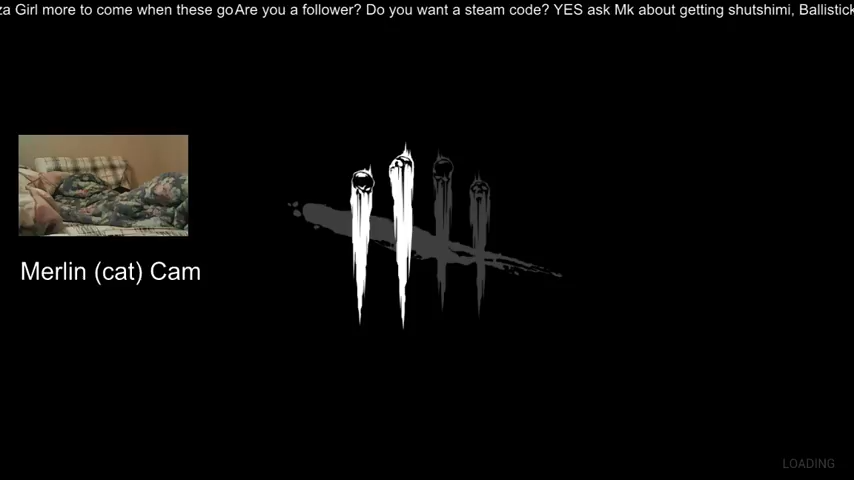 za Girl more to come when these goAre you a follower? Do you want a steam code? YES ask Mk about getting shutshimi, Ballistick
Merlin (cat) Cam
LOADING